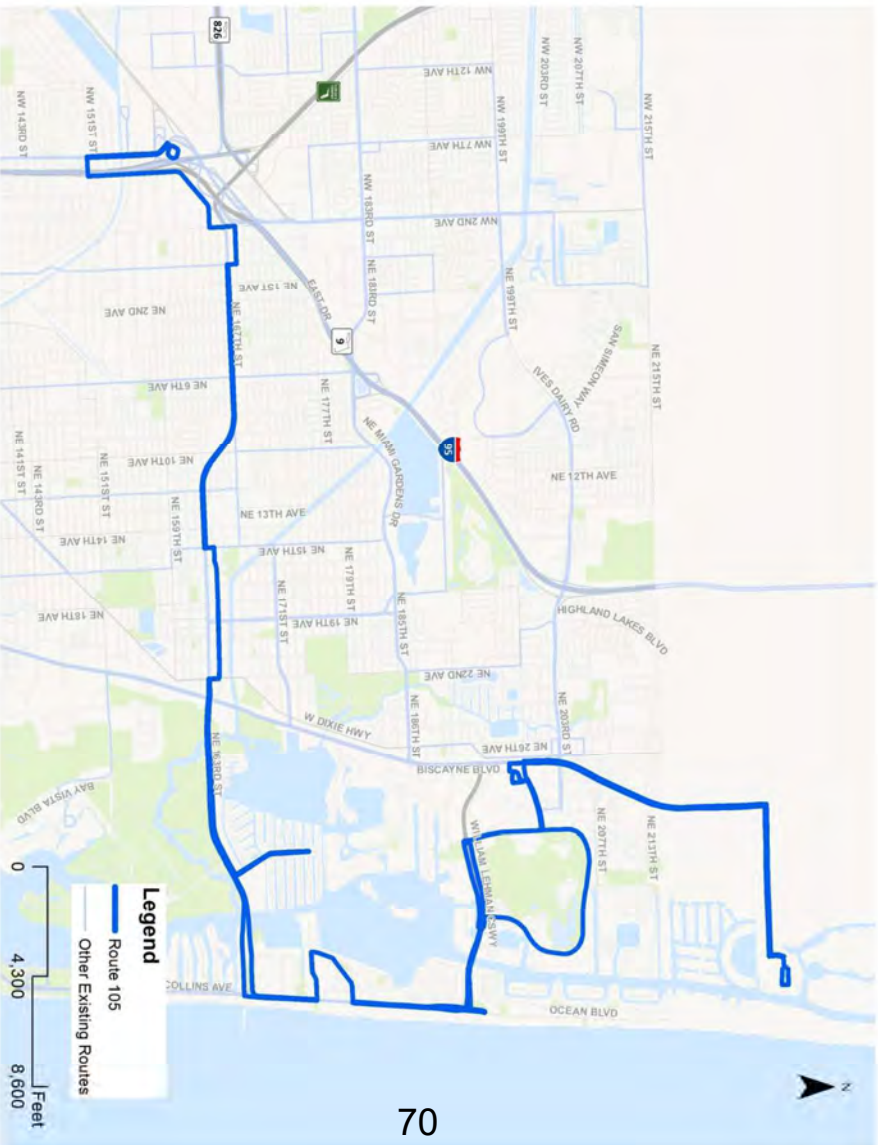 826
NW 12TH AVE
NW 203RD ST
NW 207TH ST
NW 215TH ST
NW 199TH ST
NW 7TH AVE
NW 143RD ST
NW 151ST ST
NW 183RD ST
NW 2ND AVE
NE 183RD ST
NE 199TH ST
NE 1ST AVE
EAST DR
NE 2ND AVE
NE 167TH ST
9
SAN SIMEON WAY
IVES DAIRY RD
NE 215TH ST
NE 6TH AVE
NE 177TH ST
NE MIAMI GARDENS DR
95
NE 12TH AVE
NE 10TH AVE
NE 141ST ST
NE 143RD ST
NE 151ST ST
NE 159TH ST
NE 13TH AVE
NE 14TH AVE
NE 15TH AVE
NE 179TH ST
NE 171ST ST
NE 185TH ST
NE 18TH AVE
NE 19TH AVE
HIGHLAND LAKES BLVD
NE 22ND AVE
NE 186TH ST
NE 203RD ST
W DIXIE HWY
NE 26TH AVE
BISCAYNE BLVD
NE 163RD ST
BAY VISTA BLVD
WILLIAM LEHMAN CSWY
NE 207TH ST
NE 213TH ST
COLLINS AVE
OCEAN BLVD
Legend
Route 105
Other Existing Routes
0
4,300
8,600
Feet
N
70